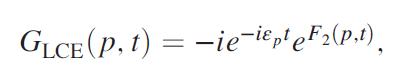 G_LCE(p, t) = −ie^{−iε_p t} e^{F_2(p,t)},